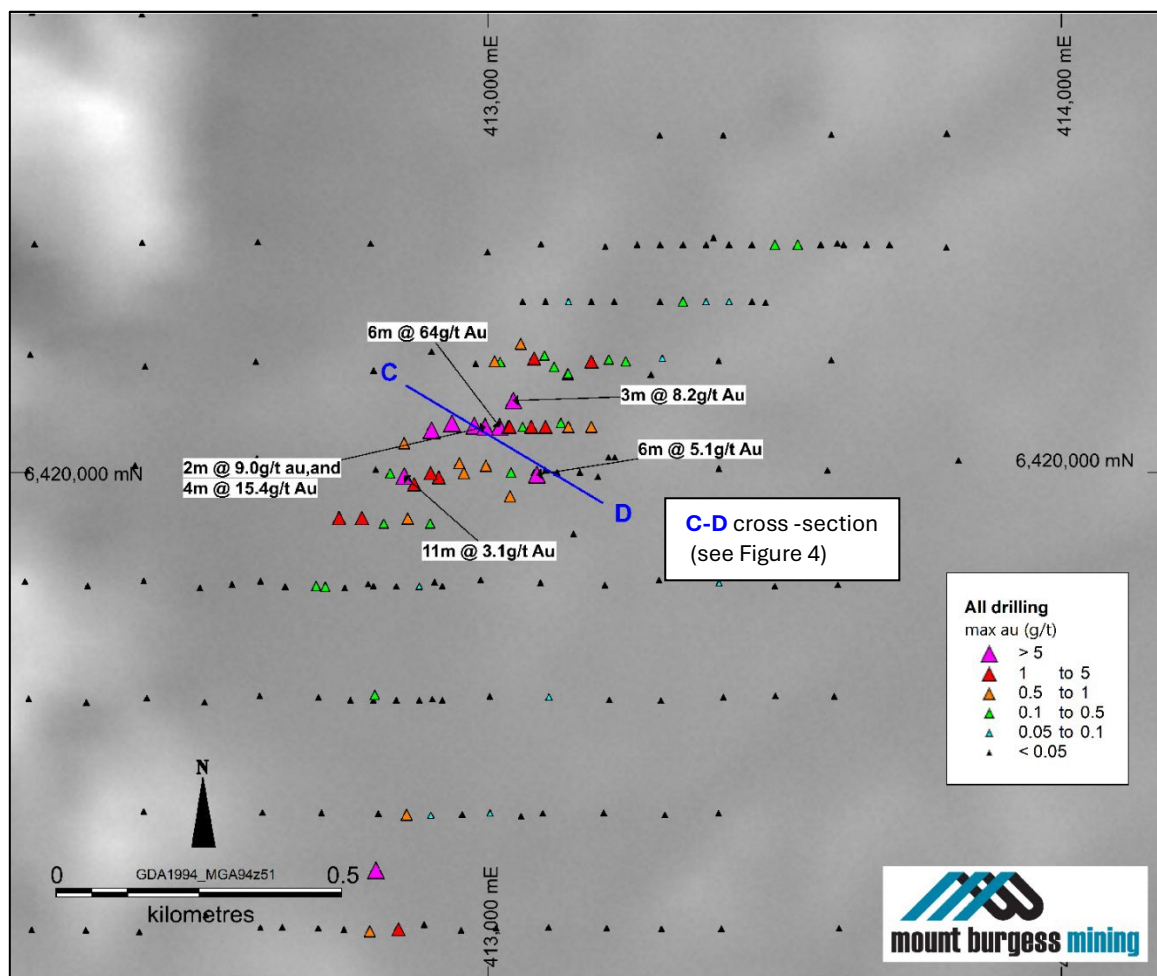 413,000 mE
414,000 mE
6m @ 64g/t Au
C
3m @ 8.2g/t Au
6m @ 5.1g/t Au
2m @ 9.0g/t au,and
4m @ 15.4g/t Au
6,420,000 mN
6,420,000 mN
D
C-D cross -section
(see Figure 4)
11m @ 3.1g/t Au
All drilling
max au (g/t)
> 5
1 to 5
0.5 to 1
0.1 to 0.5
0.05 to 0.1
< 0.05
N
0
GDA1994_MGA94z51
0.5
kilometres
413,000 mE
mount burgess mining